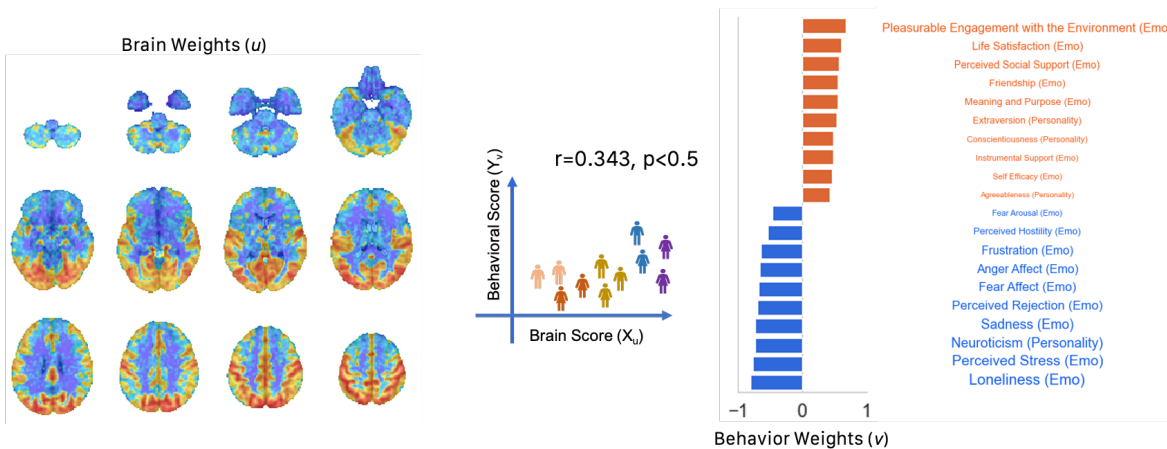 Brain Weights (u)
r=0.343, p<0.5
Behavioral Score (Yv)
Brain Score (Xu)
Pleasurable Engagement with the Environment (Emo
Life Satisfaction (Emo)
Perceived Social Support (Emo)
Friendship (Emo)
Meaning and Purpose (Emo)
Extraversion (Personality)
Conscientiousness (Personality)
Instrumental Support (Emo)
Self Efficacy (Emo)
Agreeableness (Personality)
Fear Arousal (Emo)
Perceived Hostility (Emo)
Frustration (Emo)
Anger Affect (Emo)
Fear Affect (Emo)
Perceived Rejection (Emo)
Sadness (Emo)
Neuroticism (Personality)
Perceived Stress (Emo)
Loneliness (Emo)
−1 0 1
Behavior Weights (v)